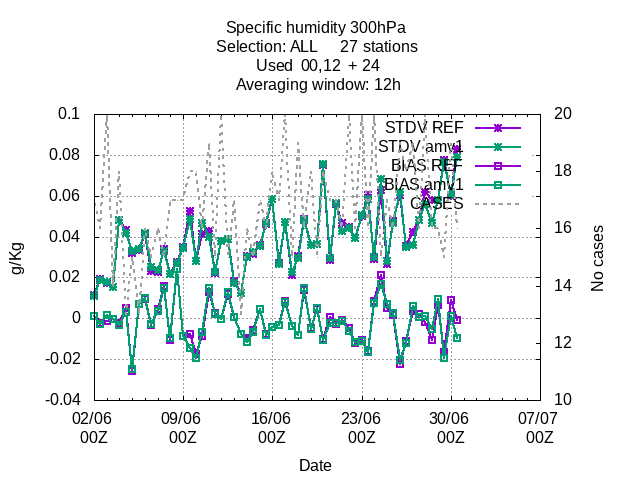 Specific humidity 300hPa
Selection: ALL 27 stations
Used 00,12 + 24
Averaging window: 12h
0.1
0.08
0.06
0.04
0.02
0
-0.02
-0.04
g/Kg
STDV REF
STDV amv1
BIAS REF
BIAS amv1
CASES
20
18
16
14
12
10
No cases
02/06 09/06 16/06 23/06 30/06 07/07
00Z 00Z 00Z 00Z 00Z 00Z
Date